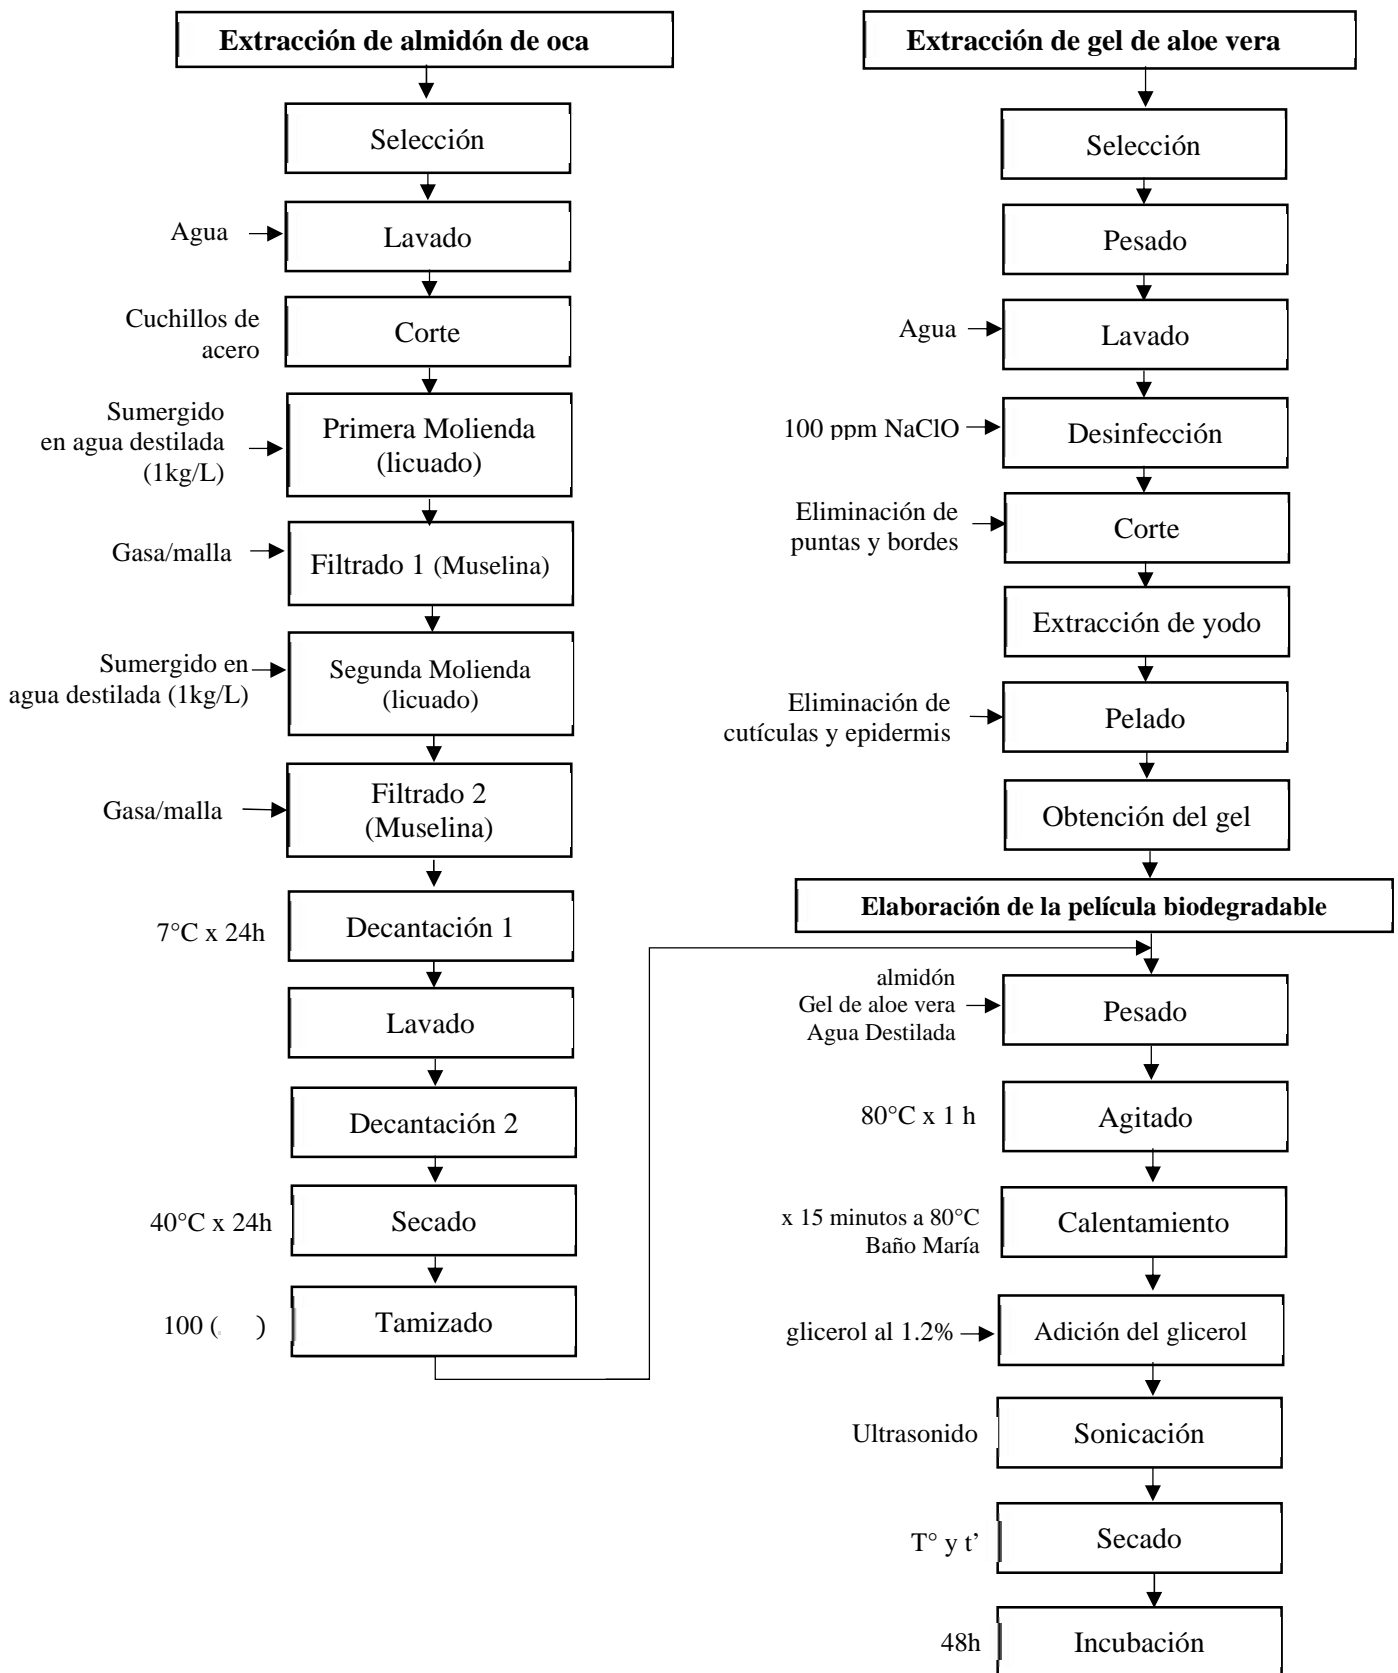 Extracción de almidón de oca
Selección
Agua
Lavado
Cuchillos de
acero
Corte
Sumergido
en agua destilada
(1kg/L)
Primera Molienda
(licuado)
Gasa/malla
Filtrado 1 (Muselina)
Sumergido en
agua destilada (1kg/L)
Segunda Molienda
(licuado)
Gasa/malla
Filtrado 2
(Muselina)
7°C x 24h
Decantación 1
Lavado
Decantación 2
40°C x 24h
Secado
100 ( )
Tamizado
Extracción de gel de aloe vera
Selección
Pesado
Agua
Lavado
100 ppm NaClO
Desinfección
Eliminación de
puntas y bordes
Corte
Extracción de yodo
Eliminación de
cutículas y epidermis
Pelado
Obtención del gel
Elaboración de la película biodegradable
almidón
Gel de aloe vera
Agua Destilada
Pesado
80°C x 1 h
Agitado
x 15 minutos a 80°C
Baño María
Calentamiento
glicerol al 1.2%
Adición del glicerol
Ultrasonido
Sonicación
T° y t’
Secado
48h
Incubación